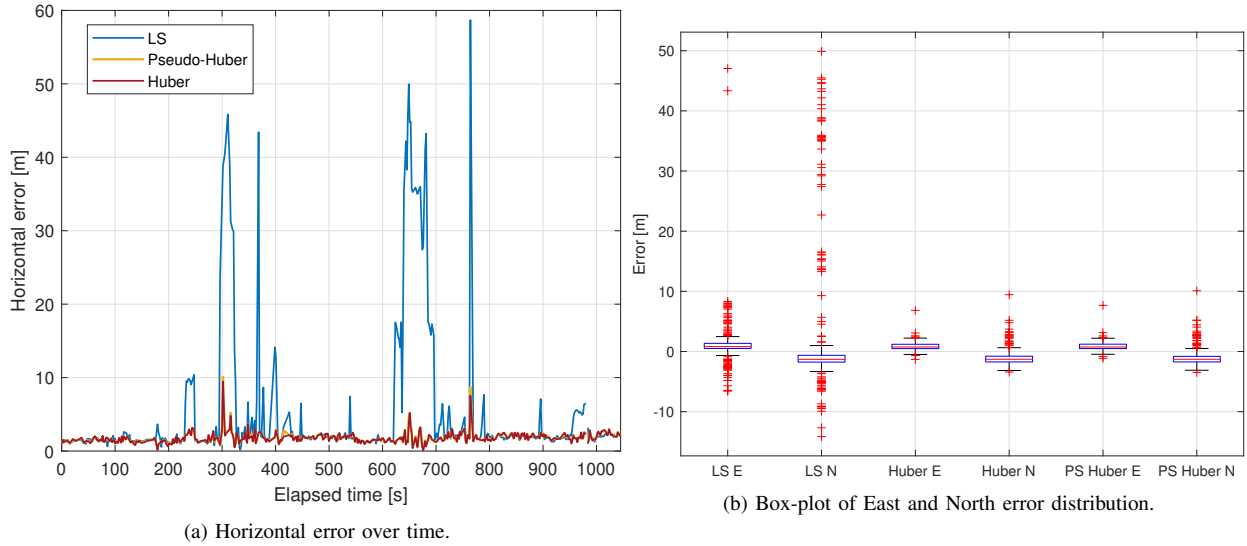 LS
Pseudo-Huber
Huber
Horizontal error [m]
70
60
50
40
30
20
10
0
0 100 200 300 400 500 600 700 800 900 1000
Elapsed time [s]
(a) Horizontal error over time.
Error [m]
50
40
30
20
10
0
-10
LS E LS N Huber E Huber N PS Huber E PS Huber N
(b) Box-plot of East and North error distribution.